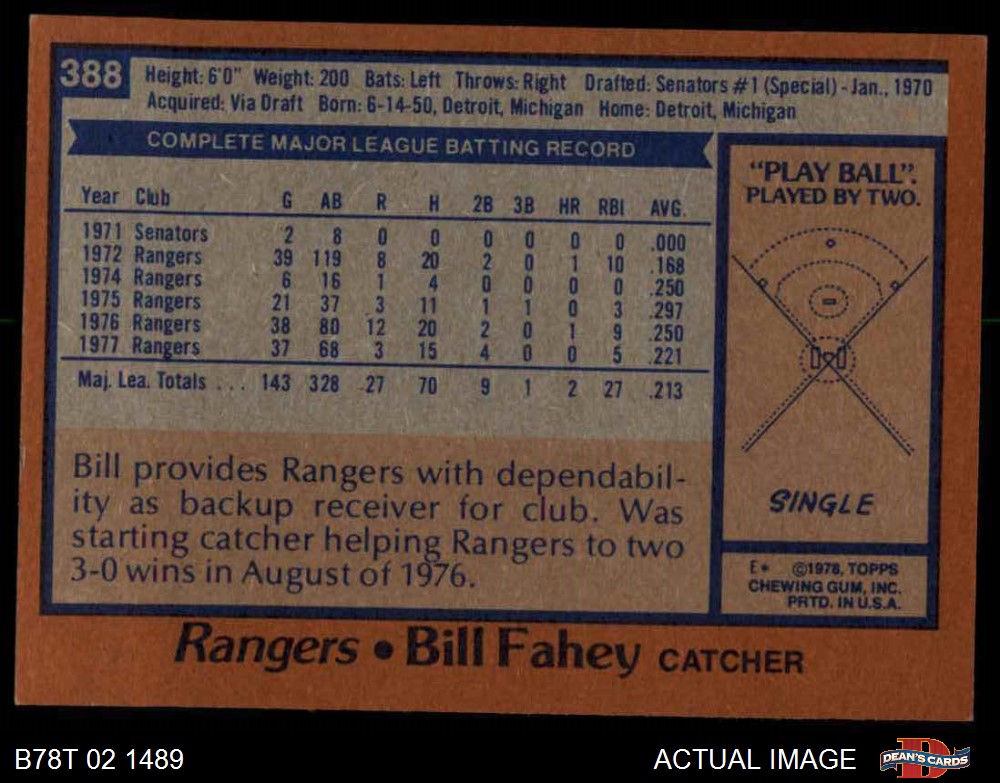 388
Height: 6'0" Weight: 200 Bats: Left Throws: Right Drafted: Senators #1 (Special) - Jan., 1970
Acquired: Via Draft Born: 6-14-50, Detroit, Michigan Home: Detroit, Michigan
COMPLETE MAJOR LEAGUE BATTING RECORD
Year Club G AB R H 2B 3B HR RBI AVG.
1971 Senators 2 8 0 0 0 0 0 0 .000
1972 Rangers 39 119 8 20 2 0 1 10 .168
1974 Rangers 6 16 1 4 0 0 0 0 .250
1975 Rangers 21 37 3 11 1 1 0 3 .297
1976 Rangers 38 80 12 20 2 0 1 9 .250
1977 Rangers 37 68 3 15 4 0 0 5 .221
Maj. Lea. Totals ... 143 328 27 70 9 1 2 27 .213
Bill provides Rangers with dependabil-
ity as backup receiver for club. Was
starting catcher helping Rangers to two
3-0 wins in August of 1976.
"PLAY BALL".
PLAYED BY TWO.
SINGLE
E* ©1978, TOPPS
CHEWING GUM, INC.
PRTD. IN U.S.A.
Rangers • Bill Fahey CATCHER
B78T 02 1489
ACTUAL IMAGE
D
DEAN'S CARDS